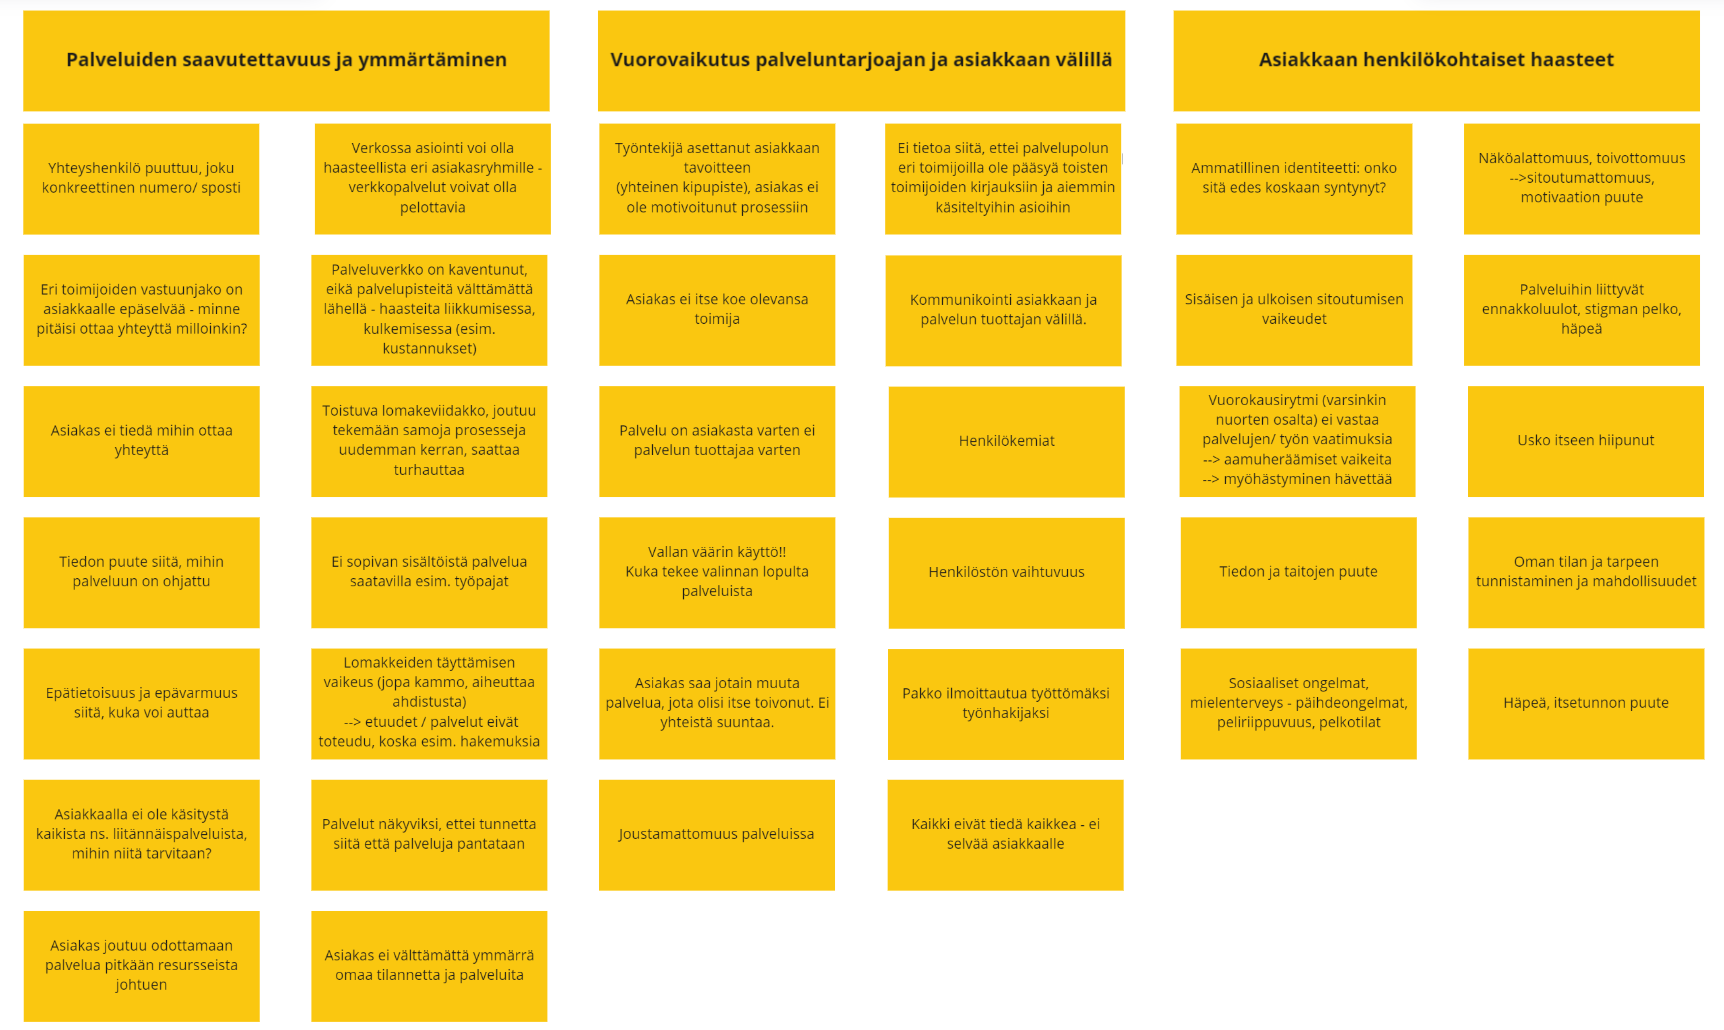 Palveluiden saavutettavuus ja ymmärtäminen
Yhteyshenkilö puuttuu, joku
konkreettinen numero/ sposti
Verkossa asiointi voi olla
haasteellista eri asiakasryhmille -
verkkopalvelut voivat olla
pelottavia
Eri toimijoiden vastuunjako on
asiakkaalle epäselvää - minne
pitäisi ottaa yhteyttä milloinkin?
Palveluverkko on kaventunut,
eikä palvelupisteitä välttämättä
lähellä - haasteita liikkumisessa,
kulkemisessa (esim.
kustannukset)
Asiakas ei tiedä mihin ottaa
yhteyttä
Toistuva lomakeviidakko, joutuu
tekemään samoja prosesseja
uudemman kerran, saattaa
turhauttaa
Tiedon puute siitä, mihin
palveluun on ohjattu
Ei sopivan sisältöistä palvelua
saatavilla esim. työpajat
Epätietoisuus ja epävarmuus
siitä, kuka voi auttaa
Lomakkeiden täyttämisen
vaikeus (jopa kammo, aiheuttaa
ahdistusta)
--> etuudet / palvelut eivät
toteudu, koska esim. hakemuksia
Asiakkaalla ei ole käsitystä
kaikista ns. liitännäispalveluista,
mihin niitä tarvitaan?
Palvelut näkyviksi, ettei tunnetta
siitä että palveluja pantataan
Asiakas joutuu odottamaan
palvelua pitkään resursseista
johtuen
Asiakas ei välttämättä ymmärrä
omaa tilannetta ja palveluita
Vuorovaikutus palveluntarjoajan ja asiakkaan välillä
Työntekijä asettanut asiakkaan
tavoitteen
(yhteinen kipupiste), asiakas ei
ole motivoitunut prosessiin
Ei tietoa siitä, ettei palvelupolun
eri toimijoilla ole pääsyä toisten
toimijoiden kirjauksiin ja aiemmin
käsiteltyihin asioihin
Asiakas ei itse koe olevansa
toimija
Kommunikointi asiakkaan ja
palvelun tuottajan välillä.
Palvelu on asiakasta varten ei
palvelun tuottajaa varten
Henkilökemiat
Vallan väärin käyttö!!
Kuka tekee valinnan lopulta
palveluista
Henkilöstön vaihtuvuus
Asiakas saa jotain muuta
palvelua, jota olisi itse toivonut. Ei
yhteistä suuntaa.
Pakko ilmoittautua työttömäksi
työnhakijaksi
Joustamattomuus palveluissa
Kaikki eivät tiedä kaikkea - ei
selvää asiakkaalle
Asiakkaan henkilökohtaiset haasteet
Ammatillinen identiteetti: onko
sitä edes koskaan syntynyt?
Näköalattomuus, toivottomuus
-->sitoutumattomuus,
motivaation puute
Sisäisen ja ulkoisen sitoutumisen
vaikeudet
Palveluihin liittyvät
ennakkoluulot, stigman pelko,
häpeä
Vuorokausirytmi (varsinkin
nuorten osalta) ei vastaa
palvelujen/ työn vaatimuksia
--> aamuheräämiset vaikeita
--> myöhästyminen hävettää
Usko itseen hiipunut
Tiedon ja taitojen puute
Oman tilan ja tarpeen
tunnistaminen ja mahdollisuudet
Sosiaaliset ongelmat,
mielenterveys - päihdeongelmat,
peliriippuvuus, pelkotilat
Häpeä, itsetunnon puute